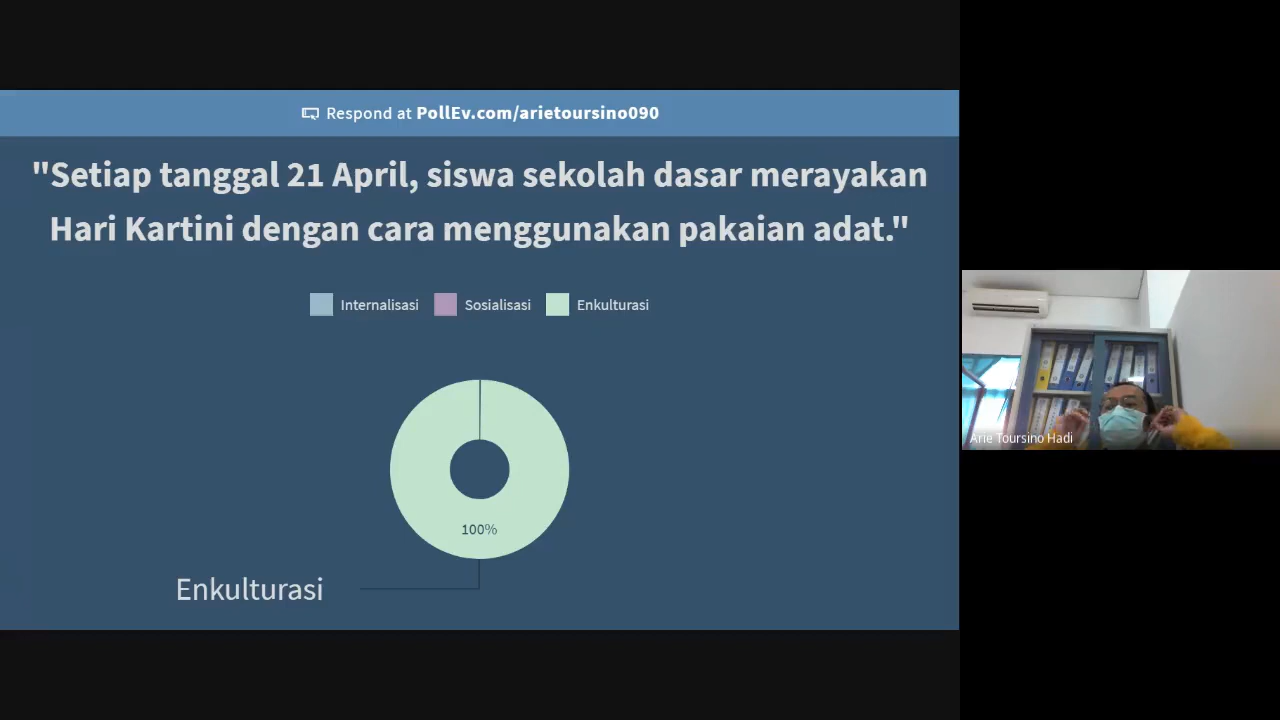 Respond at PollEv.com/arietoursino090
"Setiap tanggal 21 April, siswa sekolah dasar merayakan
Hari Kartini dengan cara menggunakan pakaian adat."
Internalisasi Sosialisasi Enkulturasi
100%
Enkulturasi
Arie Toursino Hadi